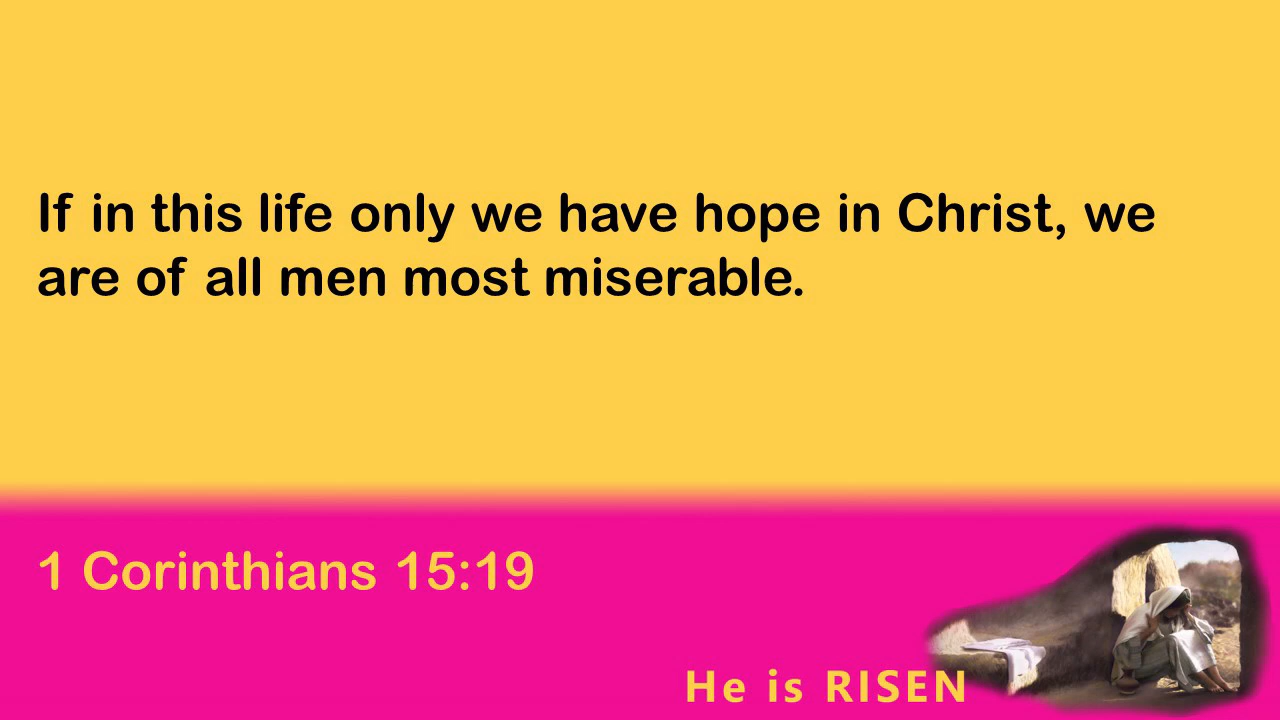 If in this life only we have hope in Christ, we
are of all men most miserable.
1 Corinthians 15:19
He is RISEN